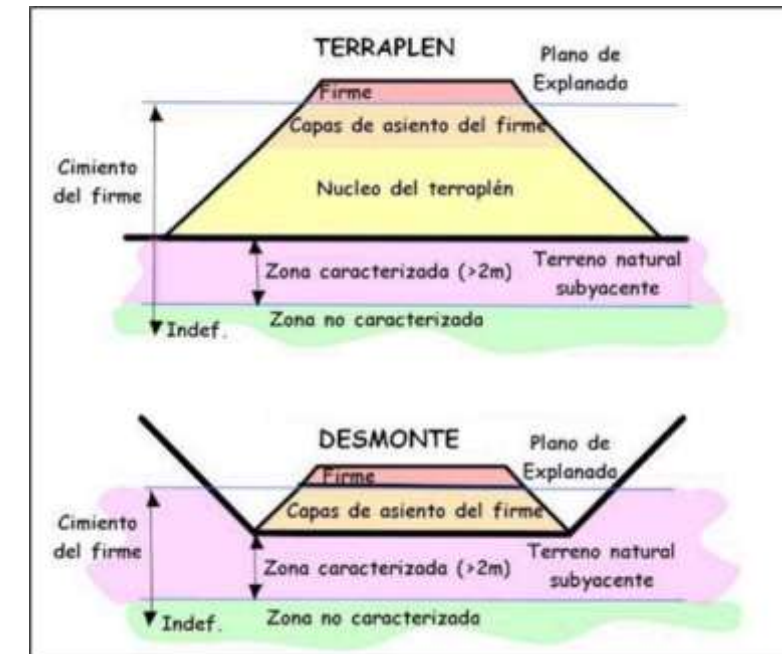 TERRAPLEN
Plano de
Explanada
Firme
Capas de asiento del firme
Cimiento
del firme
Nucleo del terraplén
Zona caracterizada (>2m)
Terreno natural
subyacente
Zona no caracterizada
Indef.
DESMONTE
Plano de
Explanada
Firme
Capas de asiento del firme
Cimiento
del firme
Zona caracterizada (>2m)
Terreno natural
subyacente
Zona no caracterizada
Indef.